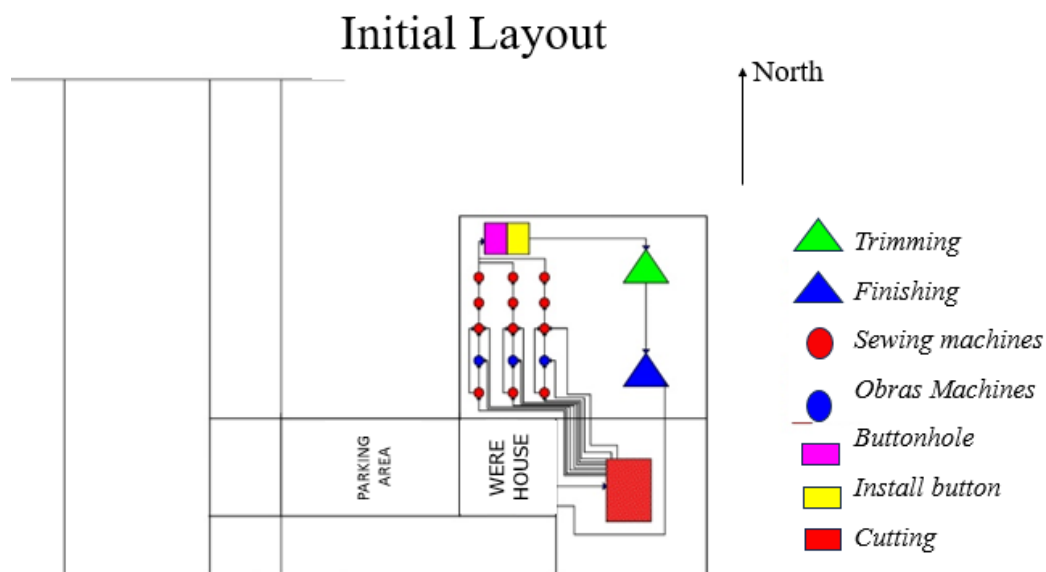 Initial Layout
North
Trimming
Finishing
Sewing machines
Obras Machines
Buttonhole
Install button
Cutting
PARKING
AREA
WERE
HOUSE